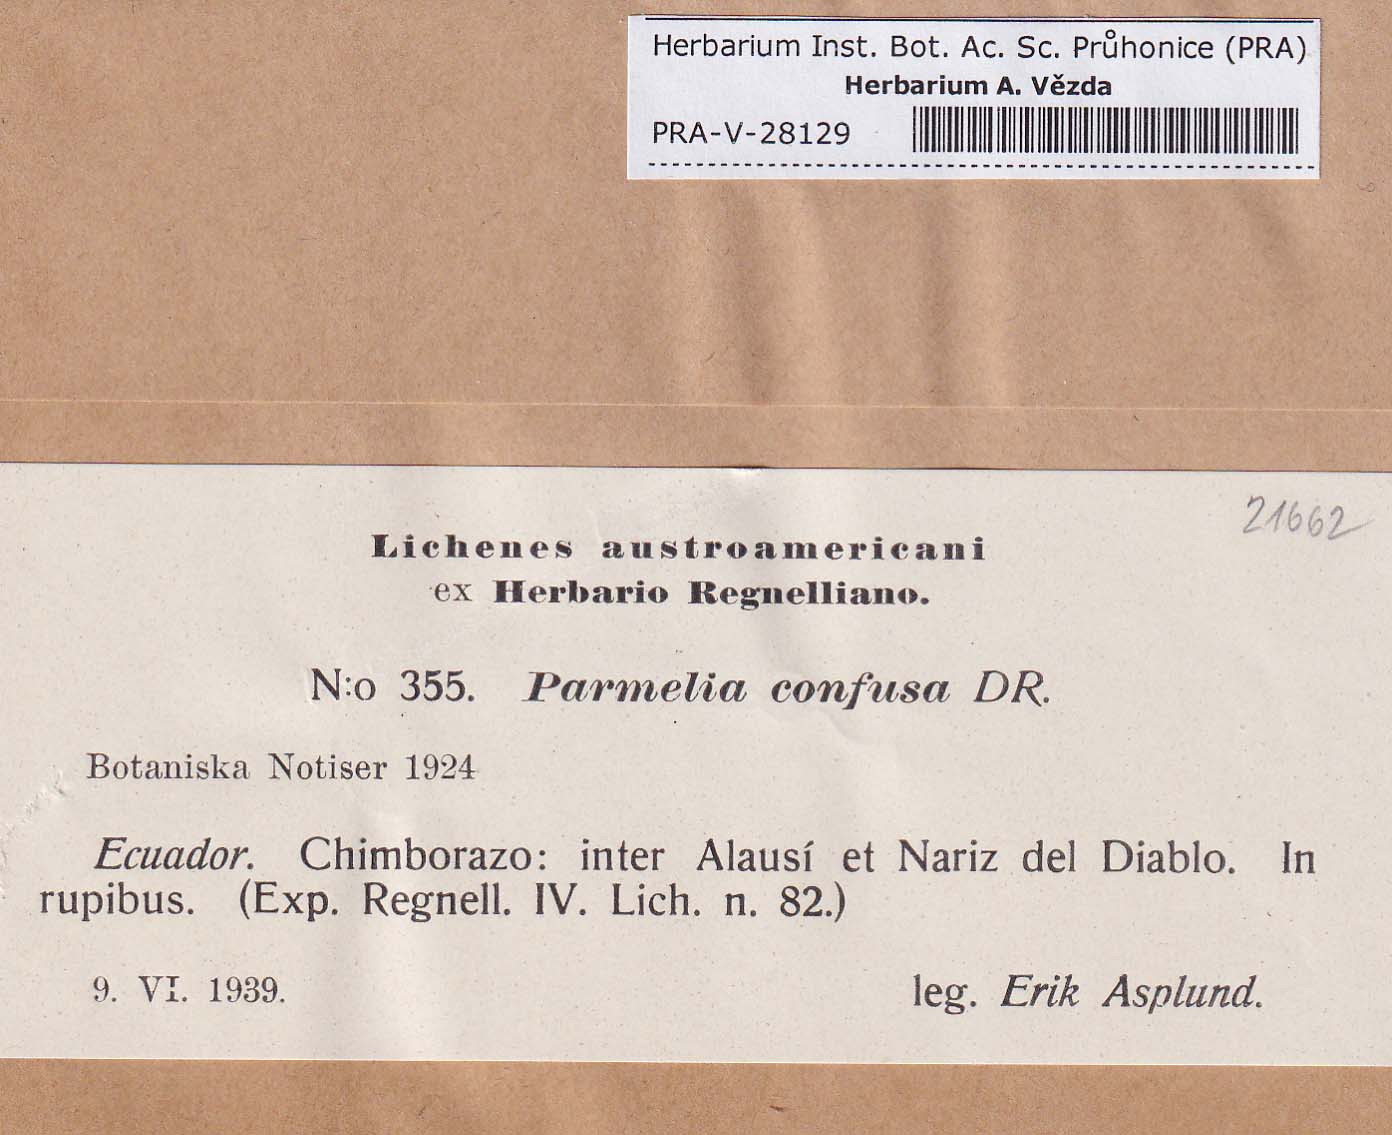 Herbarium Inst. Bot. Ac. Sc. Průhonice (PRA)
Herbarium A. Vězda
PRA-V-28129
21662
Lichenes austroamericani
ex Herbario Regnelliano.
N:o 355. Parmelia confusa DR.
Botaniska Notiser 1924
Ecuador. Chimborazo: inter Alausí et Nariz del Diablo. In
rupibus. (Exp. Regnell. IV. Lich. n. 82.)
9. VI. 1939.
leg. Erik Asplund.